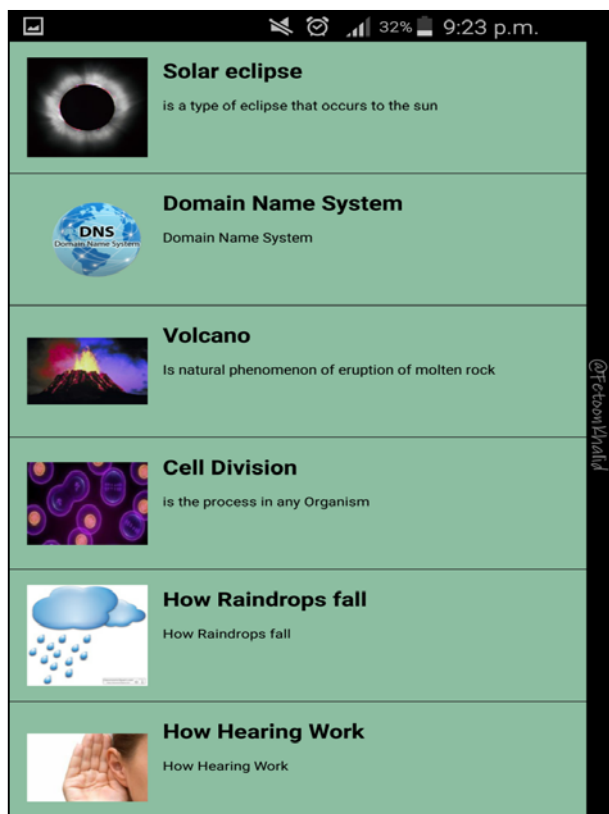 32% 9:23 p.m.
Solar eclipse
is a type of eclipse that occurs to the sun
DNS
Domain Name System
Domain Name System
Domain Name System
Volcano
Is natural phenomenon of eruption of molten rock
Cell Division
is the process in any Organism
How Raindrops fall
How Raindrops fall
How Hearing Work
How Hearing Work
@FetoonKhalid